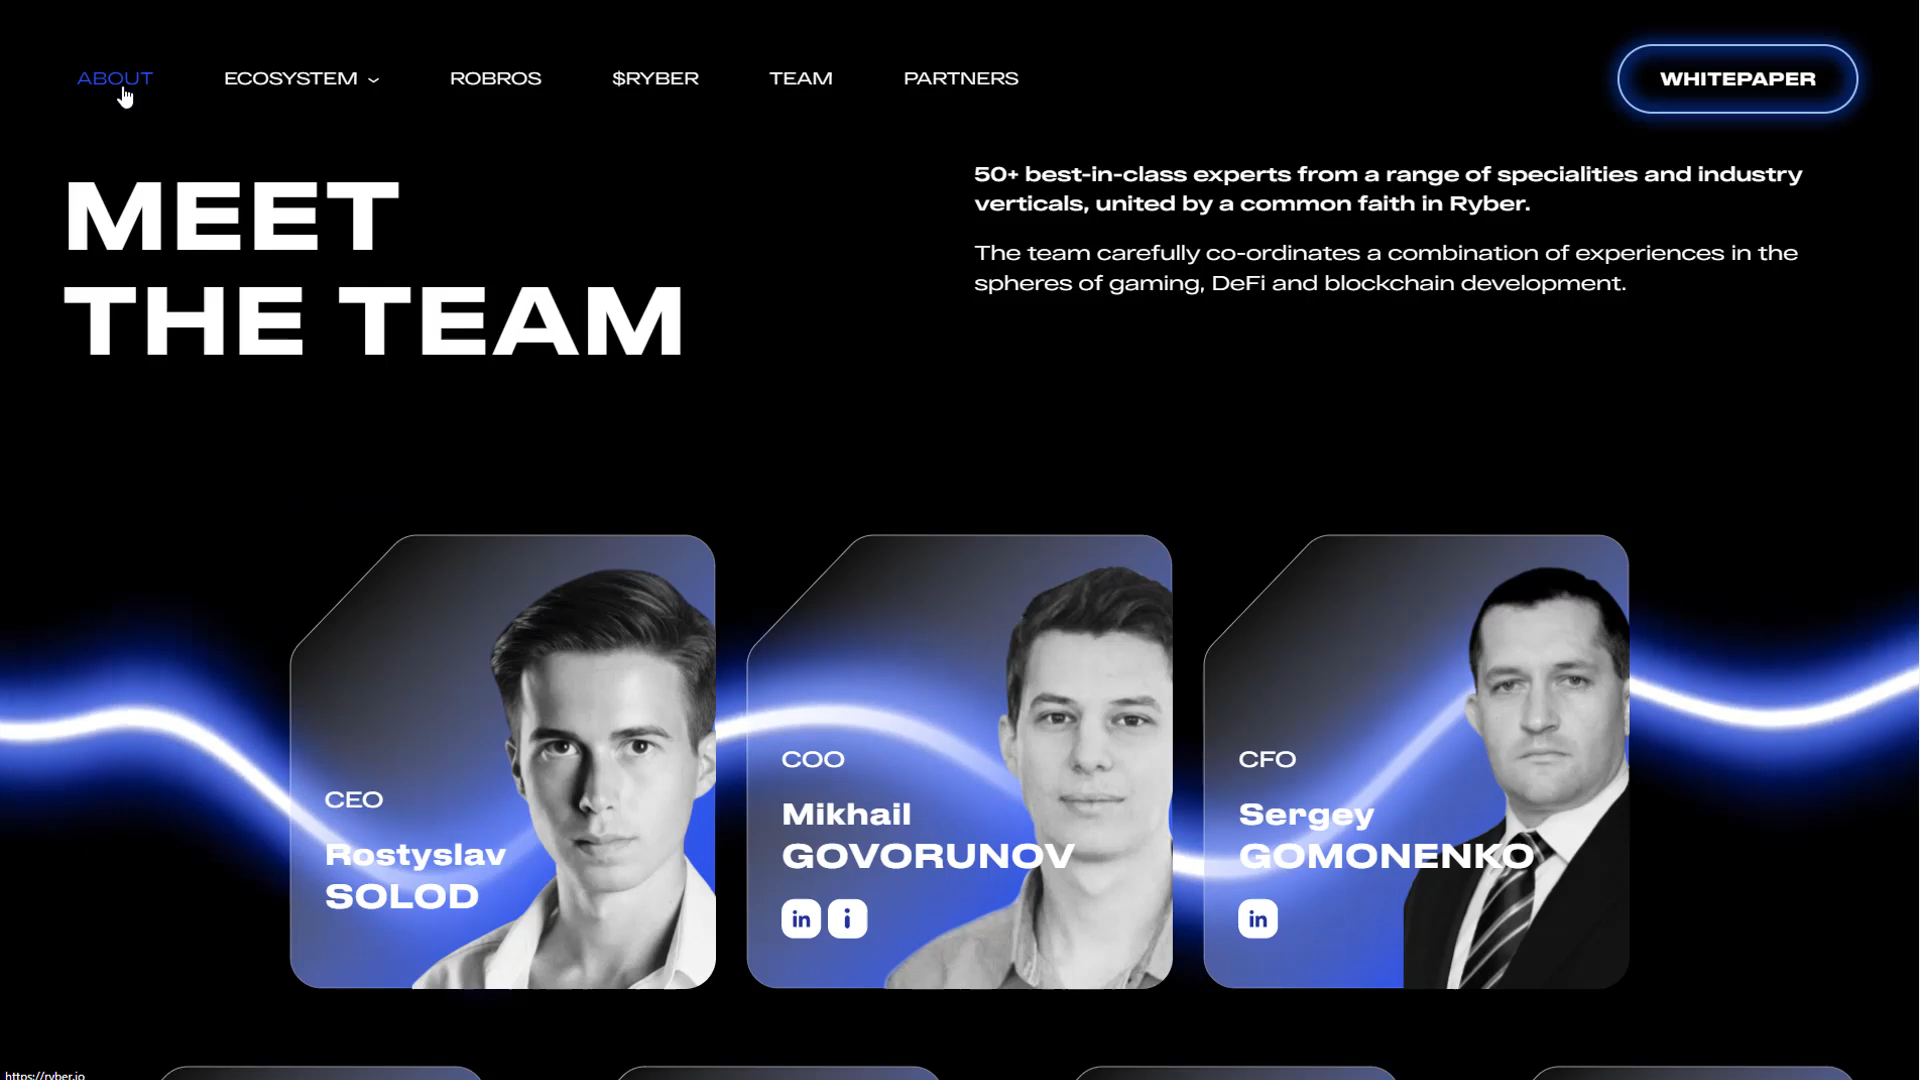 ABOUT
ECOSYSTEM
ROBROS
$RYBER
TEAM
PARTNERS
WHITEPAPER
MEET
THE TEAM
50+ best-in-class experts from a range of specialities and industry
verticals, united by a common faith in Ryber.
The team carefully co-ordinates a combination of experiences in the
spheres of gaming, DeFi and blockchain development.
CEO
Rostyslav
SOLOD
COO
Mikhail
GOVORUNOV
in
i
CFO
Sergey
GOMONENKO
in
https://ryber.io